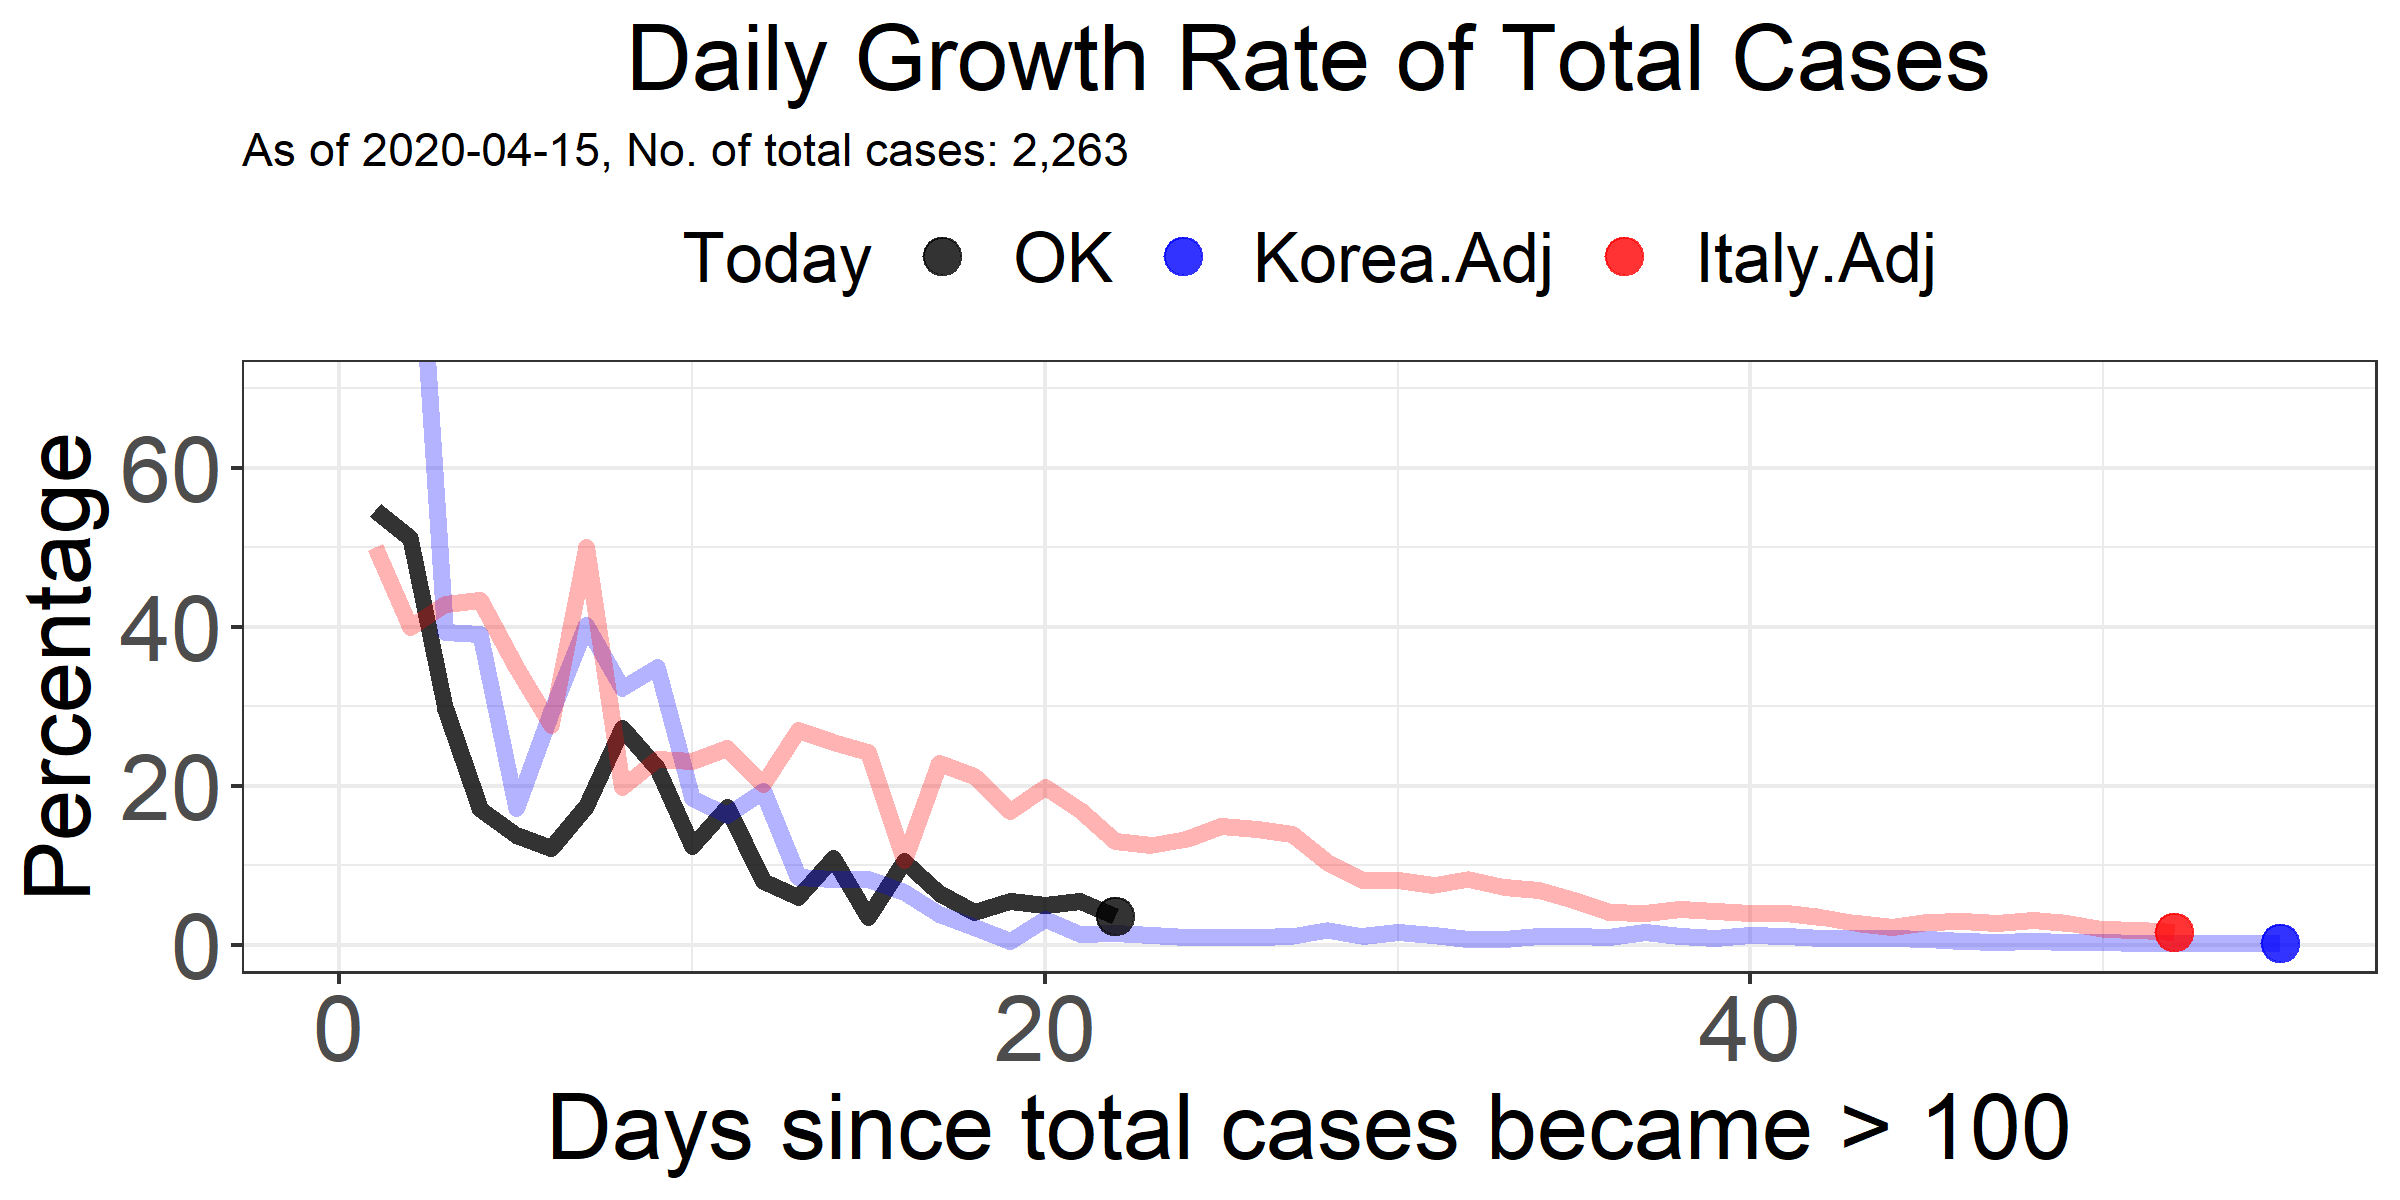 Daily Growth Rate of Total Cases
As of 2020-04-15, No. of total cases: 2,263
Today OK Korea.Adj Italy.Adj
Percentage
60
40
20
0
0 20 40
Days since total cases became > 100